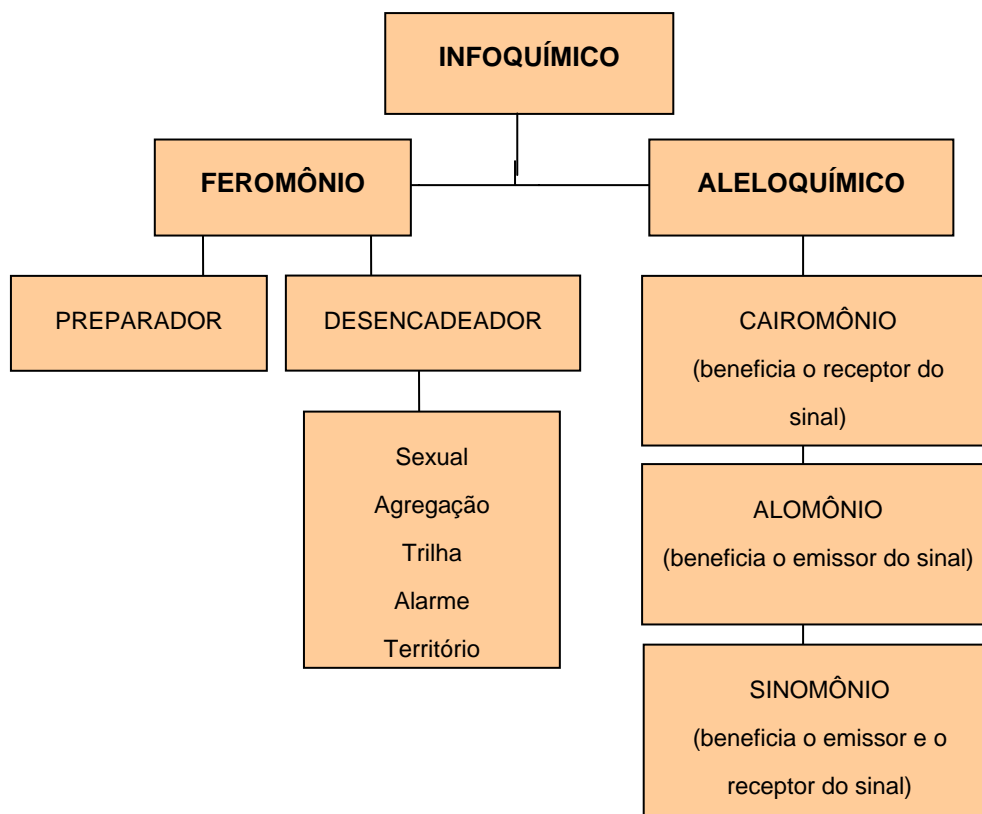 INFOQUÍMICO
FEROMÔNIO
ALELOQUÍMICO
PREPARADOR
DESENCADEADOR
Sexual
Agregação
Trilha
Alarme
Território
CAIROMÔNIO
(beneficia o receptor do
sinal)
ALOMÔNIO
(beneficia o emissor do sinal)
SINOMÔNIO
(beneficia o emissor e o
receptor do sinal)